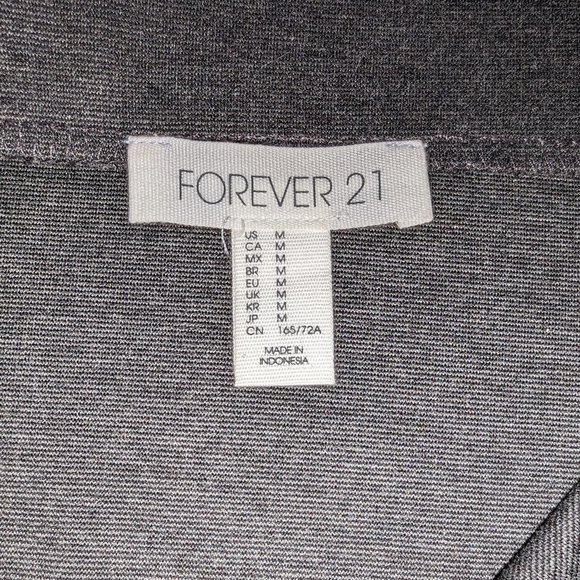 FOREVER 21
US M
CA M
MX M
BR M
EU M
UK M
KR M
JP M
CN 165/72A
MADE IN
INDONESIA